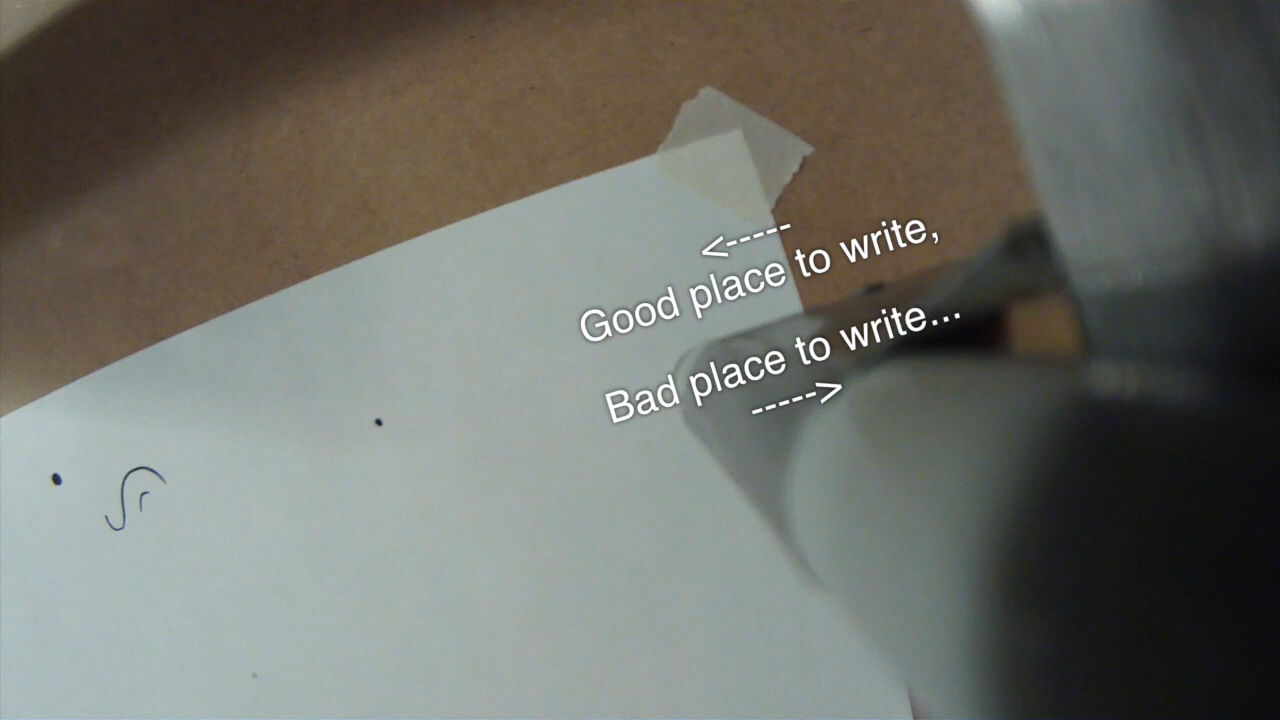 <-----
Good place to write,
Bad place to write...
----->